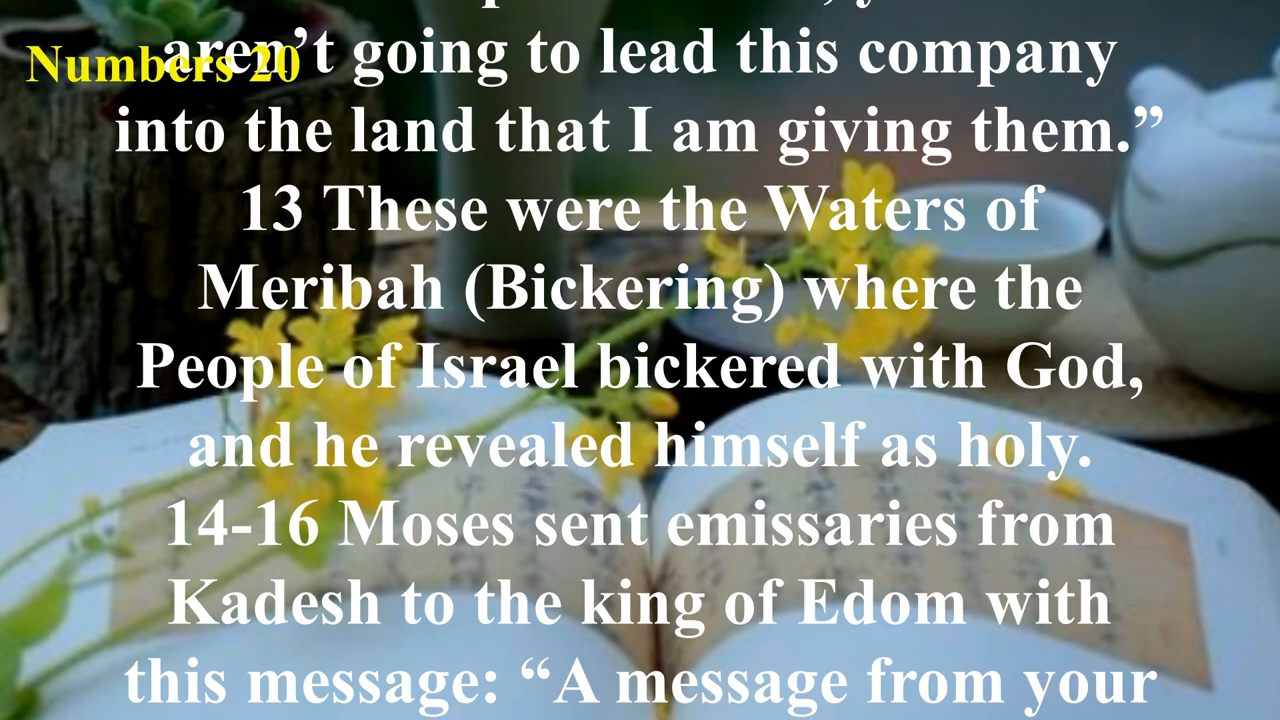 Numbers 20
aren’t going to lead this company
into the land that I am giving them.”
13 These were the Waters of
Meribah (Bickering) where the
People of Israel bickered with God,
and he revealed himself as holy.
14-16 Moses sent emissaries from
Kadesh to the king of Edom with
this message: “A message from your